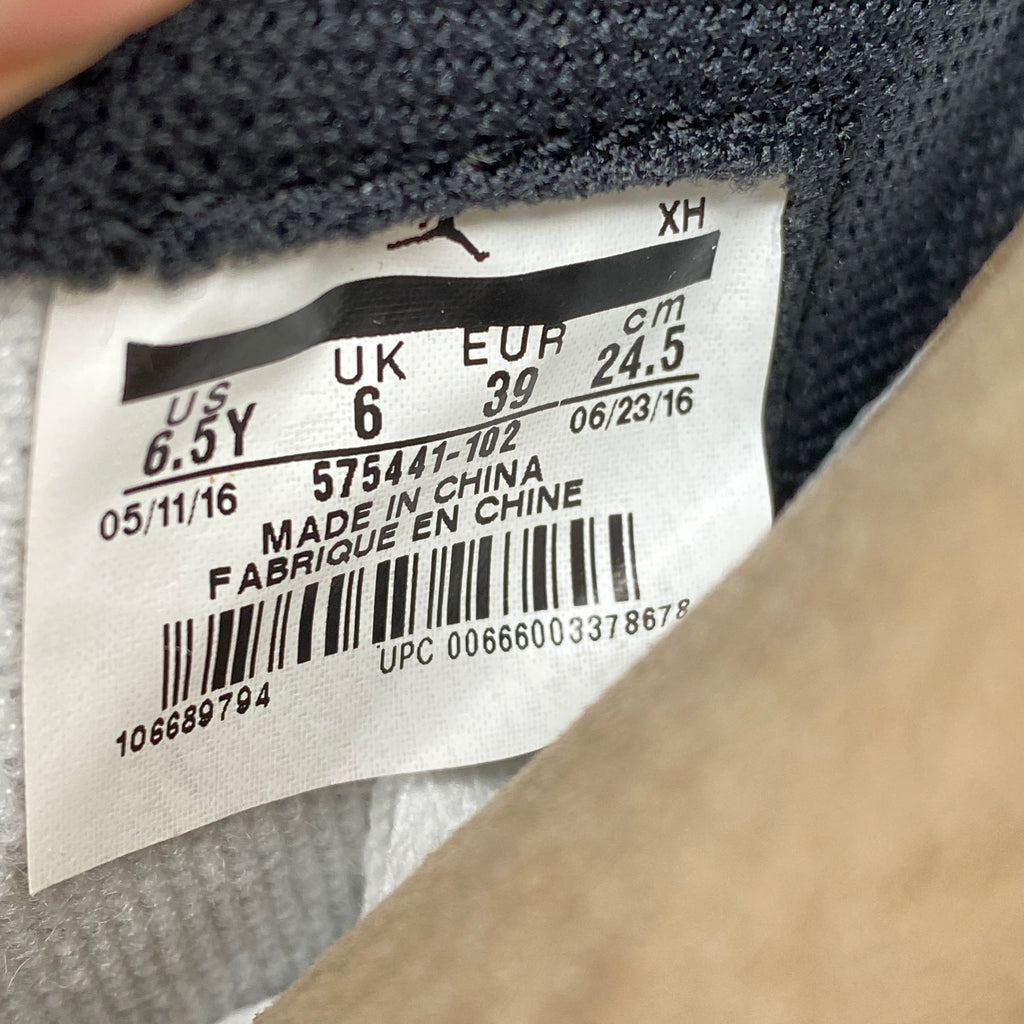 XH
US UK EUR cm
6.5Y 6 39 24.5
05/11/16 575441-102 06/23/16
MADE IN CHINA
FABRIQUE EN CHINE
UPC 00666003378678
106689794